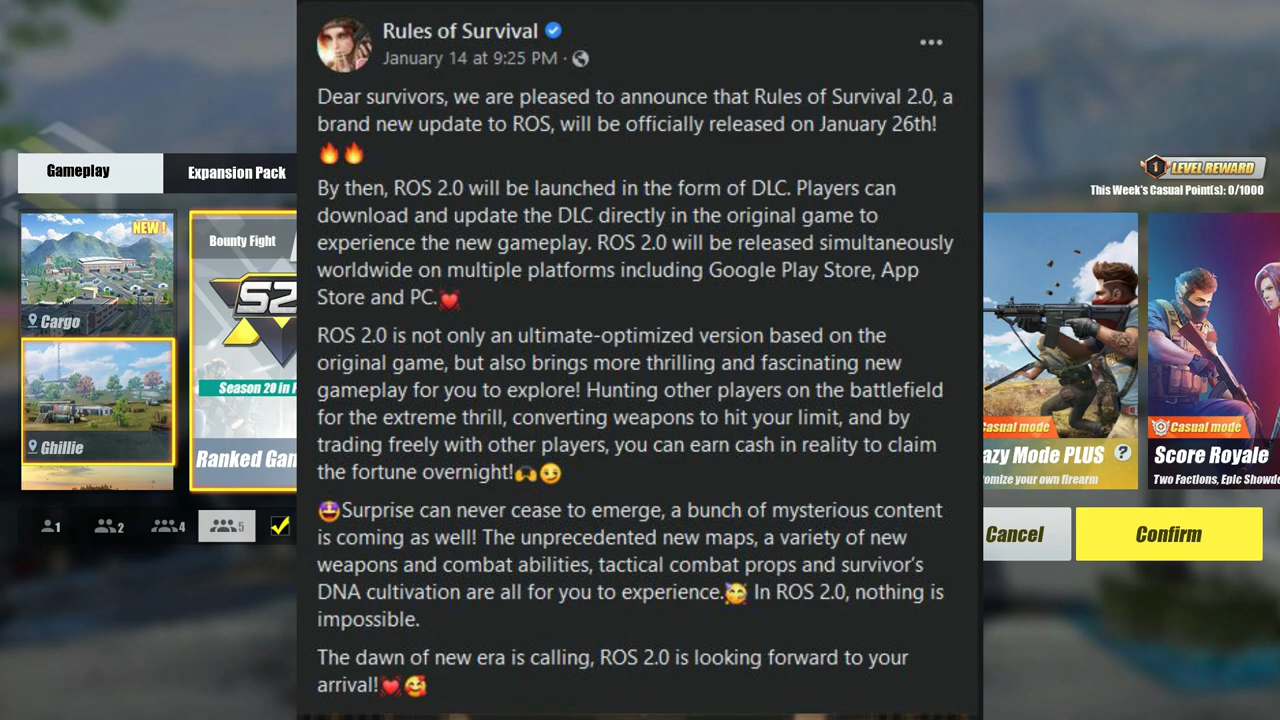 Rules of Survival
January 14 at 9:25 PM ·
Dear survivors, we are pleased to announce that Rules of Survival 2.0, a
brand new update to ROS, will be officially released on January 26th!
🔥🔥
By then, ROS 2.0 will be launched in the form of DLC. Players can
download and update the DLC directly in the original game to
experience the new gameplay. ROS 2.0 will be released simultaneously
worldwide on multiple platforms including Google Play Store, App
Store and PC.💓
ROS 2.0 is not only an ultimate-optimized version based on the
original game, but also brings more thrilling and fascinating new
gameplay for you to explore! Hunting other players on the battlefield
for the extreme thrill, converting weapons to hit your limit, and by
trading freely with other players, you can earn cash in reality to claim
the fortune overnight!🎮😉
🤩Surprise can never cease to emerge, a bunch of mysterious content
is coming as well! The unprecedented new maps, a variety of new
weapons and combat abilities, tactical combat props and survivor's
DNA cultivation are all for you to experience.🥳 In ROS 2.0, nothing is
impossible.
The dawn of new era is calling, ROS 2.0 is looking forward to your
arrival!💓🥰
Gameplay
Expansion Pack
NEW !
Cargo
Ghillie
Bounty Fight
S2
Season 20 in
Ranked Gam
1
2
4
5
1 LEVEL REWARD
This Week's Casual Point(s): 0/1000
Casual mode
azy Mode PLUS ?
tomize your own firearm
Casual mode
Score Royale
Two Factions, Epic Showd
Cancel
Confirm